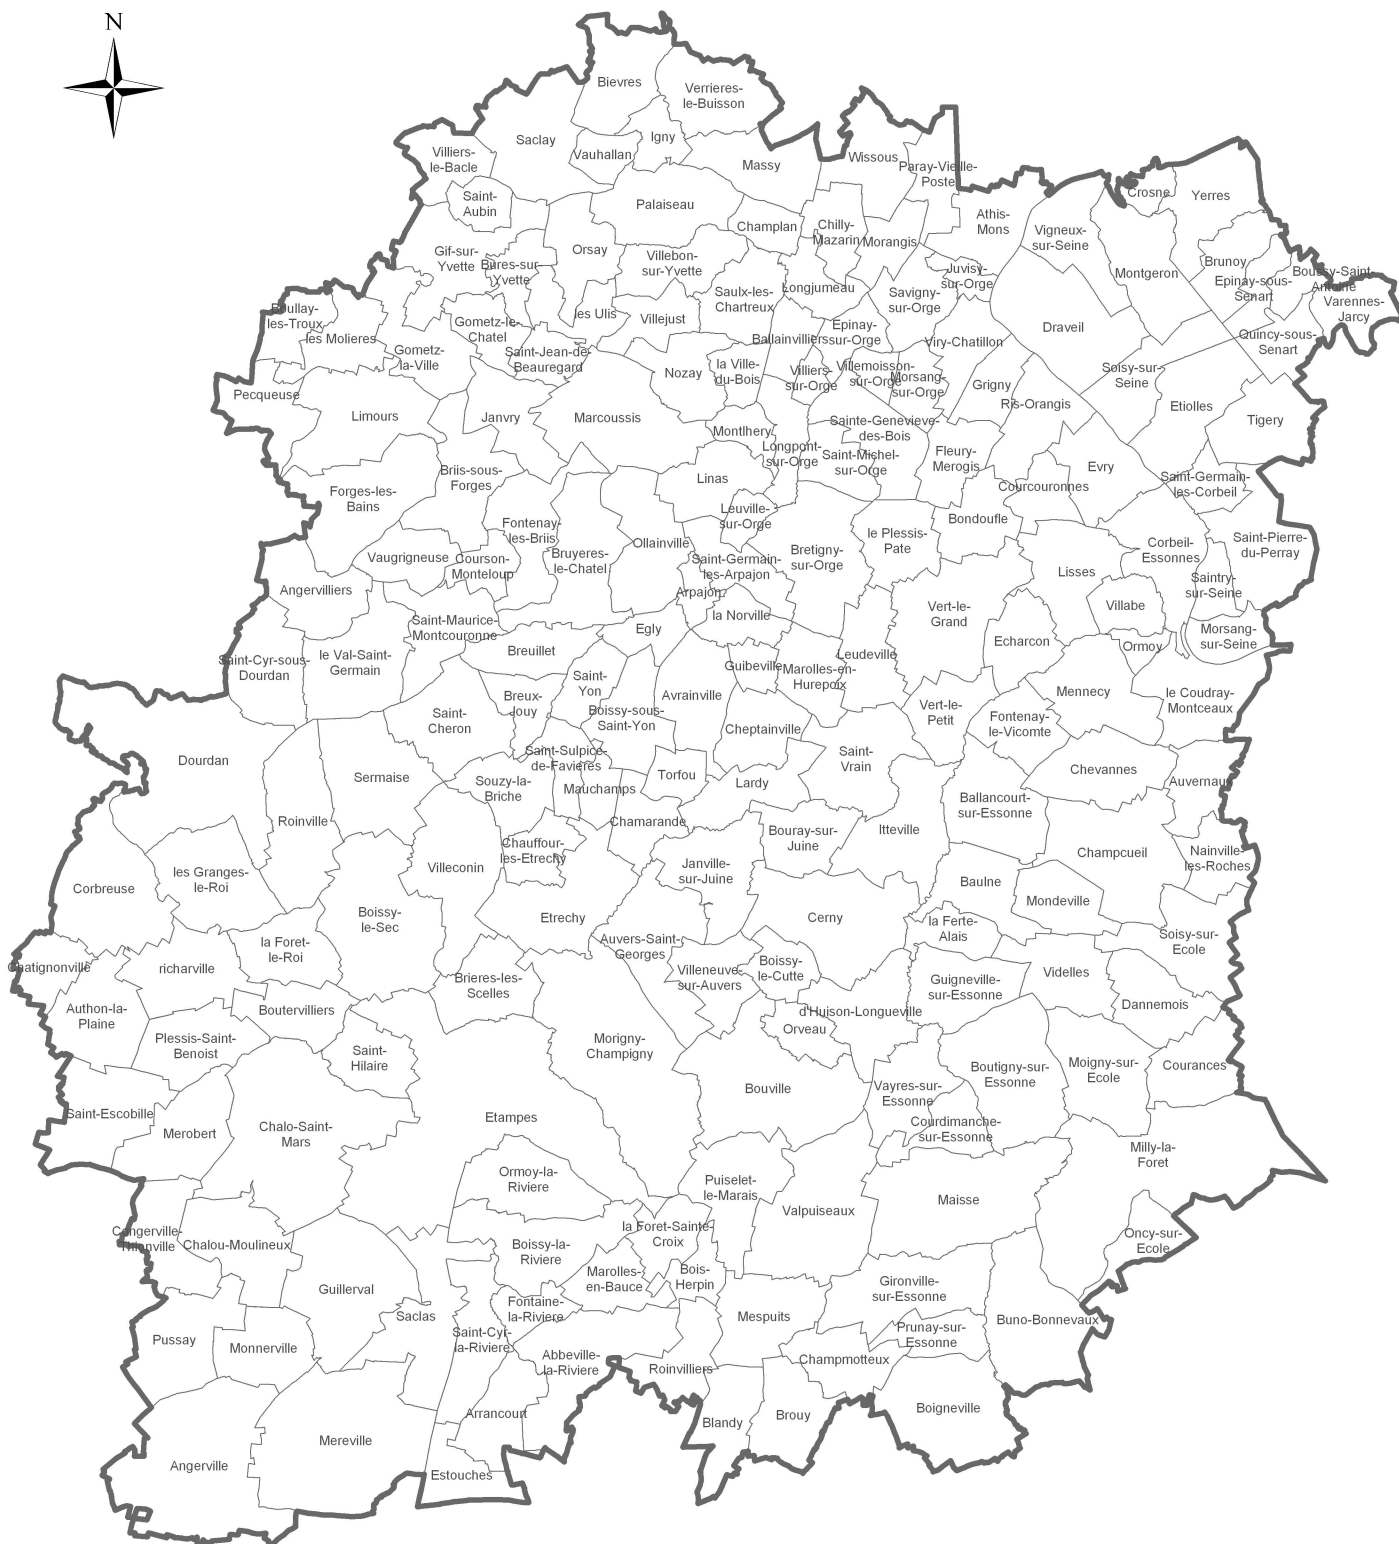 N
Bievres
Verrieres-
le-Buisson
Saclay
Igny
Vauhallan
Villiers-
le-Bacle
Massy
Wissous
Paray-Vieille-
Poste
Crosne
Yerres
Saint-
Aubin
Palaiseau
Champlan
Chilly-
Mazarin
Morangis
Athis-
Mons
Vigneux-
sur-Seine
Orsay
Gif-sur-
Yvette
Bures-sur-
Yvette
Villebon-
sur-Yvette
Juvisy-
sur-Orge
Montgeron
Brunoy
Epinay-sous-
Senart
Boussy-Saint-
Antoine
Varennes-
Jarcy
Saulx-les-
Chartreux
Longjumeau
Savigny-
sur-Orge
Boullay-
les-Troux
les Molieres
Gometz-le-
Chatel
les Ulis
Villejust
Ballainvilliers
Epinay-
sur-Orge
Draveil
Quincy-sous-
Senart
Viry-Chatillon
Gometz-
la-Ville
Saint-Jean-de-
Beauregard
Nozay
la Ville-
du-Bois
Villiers-
sur-Orge
Villemoisson-
sur-Orge
Morsang-
sur-Orge
Grigny
Ris-Orangis
Soisy-sur-
Seine
Etiolles
Tigery
Pecqueuse
Limours
Janvry
Marcoussis
Montlhery
Longpont-
sur-Orge
Sainte-Genevieve-
des-Bois
Saint-Michel-
sur-Orge
Fleury-
Merogis
Courcouronnes
Evry
Saint-Germain-
les-Corbeil
Briis-sous-
Forges
Linas
Forges-les-
Bains
Leuville-
sur-Orge
Fontenay-
les-Briis
Bruyeres-
le-Chatel
Ollainville
Bretigny-
sur-Orge
le Plessis-
Pate
Bondoufle
Corbeil-
Essonnes
Saint-Pierre-
du-Perray
Vaugrigneuse
Courson-
Monteloup
Saint-Germain-
les-Arpajon
Lisses
Saintry-
sur-Seine
Angervilliers
Arpajon
la Norville
Vert-le-
Grand
Villabe
Saint-Maurice-
Montcouronne
Egly
Echarcon
Ormoy
Morsang-
sur-Seine
Saint-Cyr-sous-
Dourdan
le Val-Saint-
Germain
Breuillet
Guibeville
Marolles-en-
Hurepoix
Leudeville
Saint-
Yon
Avrainville
Mennecy
le Coudray-
Montceaux
Breux-
Jouy
Boissy-sous-
Saint-Yon
Saint-
Cheron
Cheptainville
Vert-le-
Petit
Fontenay-
le-Vicomte
Dourdan
Sermaise
Saint-Sulpice-
de-Favieres
Saint-
Vrain
Chevannes
Auvernaux
Souzy-la-
Briche
Mauchamps
Torfou
Lardy
Roinville
Chamarande
Bouray-sur-
Juine
Itteville
Ballancourt-
sur-Essonne
Champcueil
Nainville-
les-Roches
Chauffour-
les-Etrechy
Villeconin
Janville-
sur-Juine
Corbreuse
les Granges-
le-Roi
Baulne
Mondeville
Boissy-
le-Sec
Etrechy
Cerny
la Ferte-
Alais
Soisy-sur-
Ecole
la Foret-
le-Roi
Auvers-Saint-
Georges
Chatignonville
richarville
Brieres-les-
Scelles
Villeneuve-
sur-Auvers
Boissy-
le-Cutte
Guigneville-
sur-Essonne
Videlles
Dannemois
Authon-la-
Plaine
Boutervilliers
d'Huison-Longueville
Orveau
Plessis-Saint-
Benoist
Saint-
Hilaire
Morigny-
Champigny
Bouville
Vayres-sur-
Essonne
Boutigny-sur-
Essonne
Moigny-sur-
Ecole
Courances
Saint-Escobille
Merobert
Chalo-Saint-
Mars
Etampes
Courdimanche-
sur-Essonne
Milly-la-
Foret
Ormoy-la-
Riviere
Puiselet-
le-Marais
Valpuiseaux
Maisse
Congerville-
Thionville
Chalou-Moulineux
Boissy-la-
Riviere
la Foret-Sainte-
Croix
Oncy-sur-
Ecole
Guillerval
Marolles-
en-Bauce
Bois-
Herpin
Gironville-
sur-Essonne
Saclas
Fontaine-
la-Riviere
Mespuits
Buno-Bonnevaux
Pussay
Monnerville
Saint-Cyr-
la-Riviere
Abbeville-
la-Riviere
Roinvilliers
Champmotteux
Prunay-sur-
Essonne
Arrancourt
Blandy
Brouy
Boigneville
Angerville
Mereville
Estouches